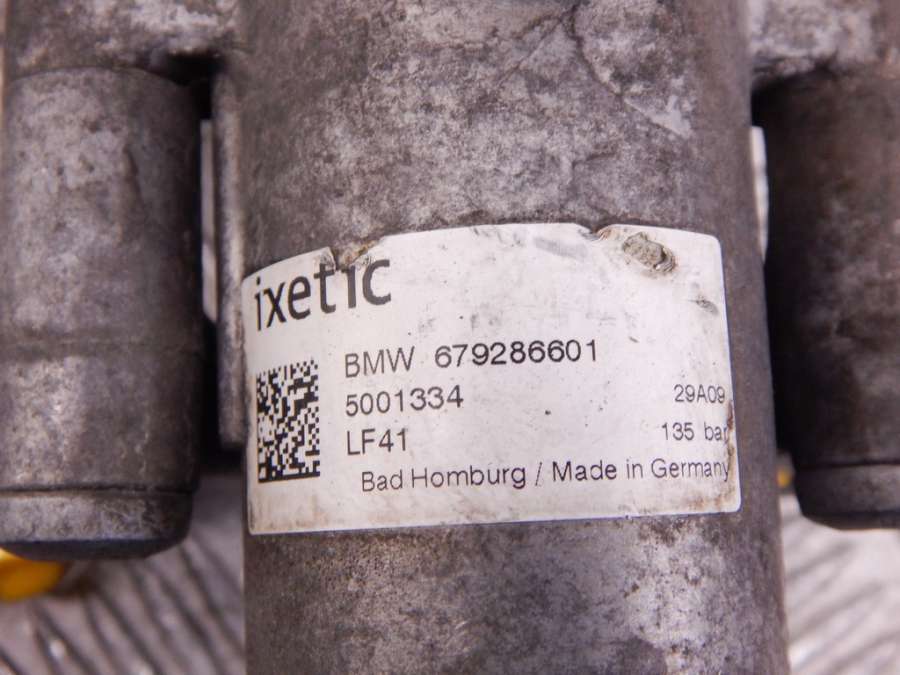 ixetic
BMW 679286601
5001334 29A09
LF41 135 bar
Bad Homburg / Made in Germany